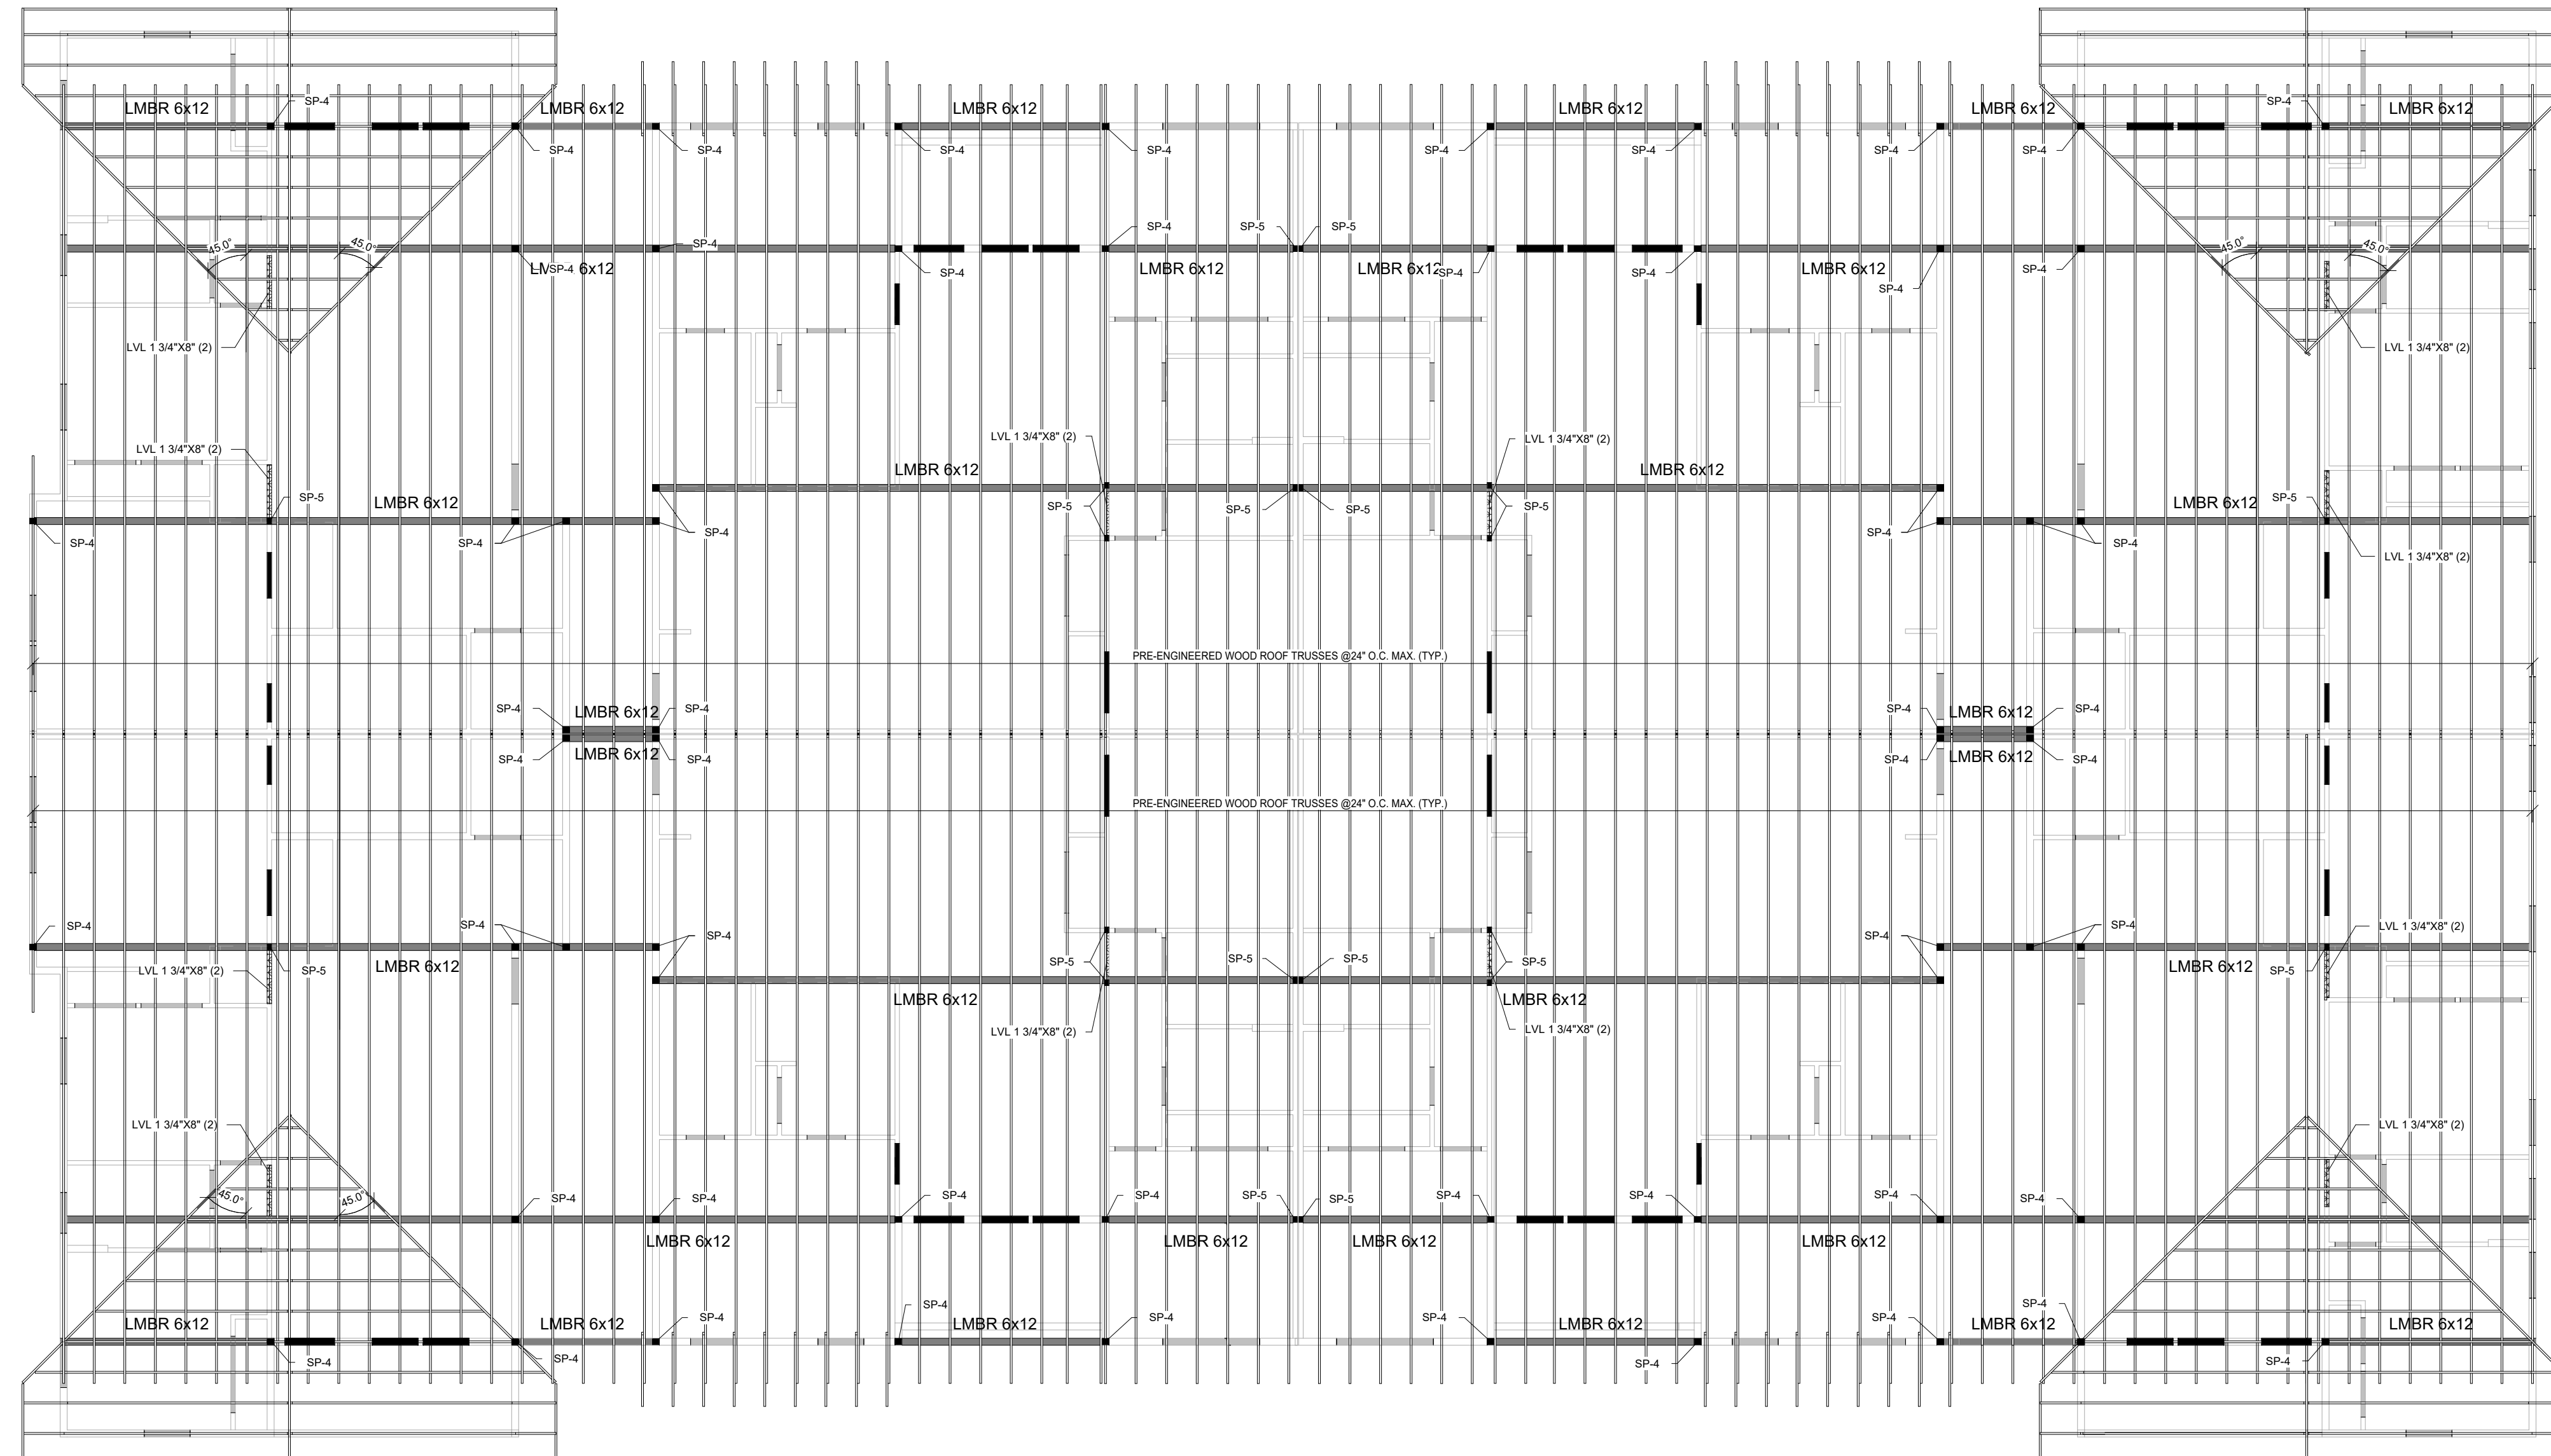 LMBR 6x12
SP-4
LMBR 6x12
LMBR 6x12
LMBR 6x12
LMBR 6x12
SP-4
LMBR 6x12
SP-4
SP-4
SP-4
SP-4
SP-4
SP-4
SP-4
SP-4
45.0°
45.0°
SP-4
SP-4
SP-5
SP-5
45.0°
45.0°
LMBR 6x12
SP-4
SP-4
LMBR 6x12
LMBR 6x12
SP-4
SP-4
LMBR 6x12
SP-4
SP-4
LVL 1 3/4"X8" (2)
LVL 1 3/4"X8" (2)
LVL 1 3/4"X8" (2)
LVL 1 3/4"X8" (2)
LVL 1 3/4"X8" (2)
LMBR 6x12
LMBR 6x12
SP-5
LMBR 6x12
SP-5
SP-5
SP-5
SP-5
LMBR 6x12
SP-5
SP-4
SP-4
SP-4
SP-4
SP-4
LVL 1 3/4"X8" (2)
PRE-ENGINEERED WOOD ROOF TRUSSES @24" O.C. MAX. (TYP.)
SP-4
LMBR 6x12
SP-4
SP-4
LMBR 6x12
SP-4
SP-4
LMBR 6x12
SP-4
SP-4
LMBR 6x12
SP-4
PRE-ENGINEERED WOOD ROOF TRUSSES @24" O.C. MAX. (TYP.)
SP-4
SP-4
SP-4
SP-4
SP-4
LVL 1 3/4"X8" (2)
LVL 1 3/4"X8" (2)
SP-5
LMBR 6x12
SP-5
SP-5
SP-5
SP-5
LMBR 6x12
SP-5
LMBR 6x12
LMBR 6x12
LVL 1 3/4"X8" (2)
LVL 1 3/4"X8" (2)
LVL 1 3/4"X8" (2)
LVL 1 3/4"X8" (2)
45.0°
45.0°
SP-4
SP-4
SP-4
SP-4
SP-5
SP-5
SP-4
SP-4
SP-4
SP-4
LMBR 6x12
LMBR 6x12
LMBR 6x12
LMBR 6x12
SP-4
SP-4
LMBR 6x12
LMBR 6x12
SP-4
LMBR 6x12
SP-4
SP-4
LMBR 6x12
SP-4
LMBR 6x12
LMBR 6x12
SP-4
SP-4
SP-4
SP-4